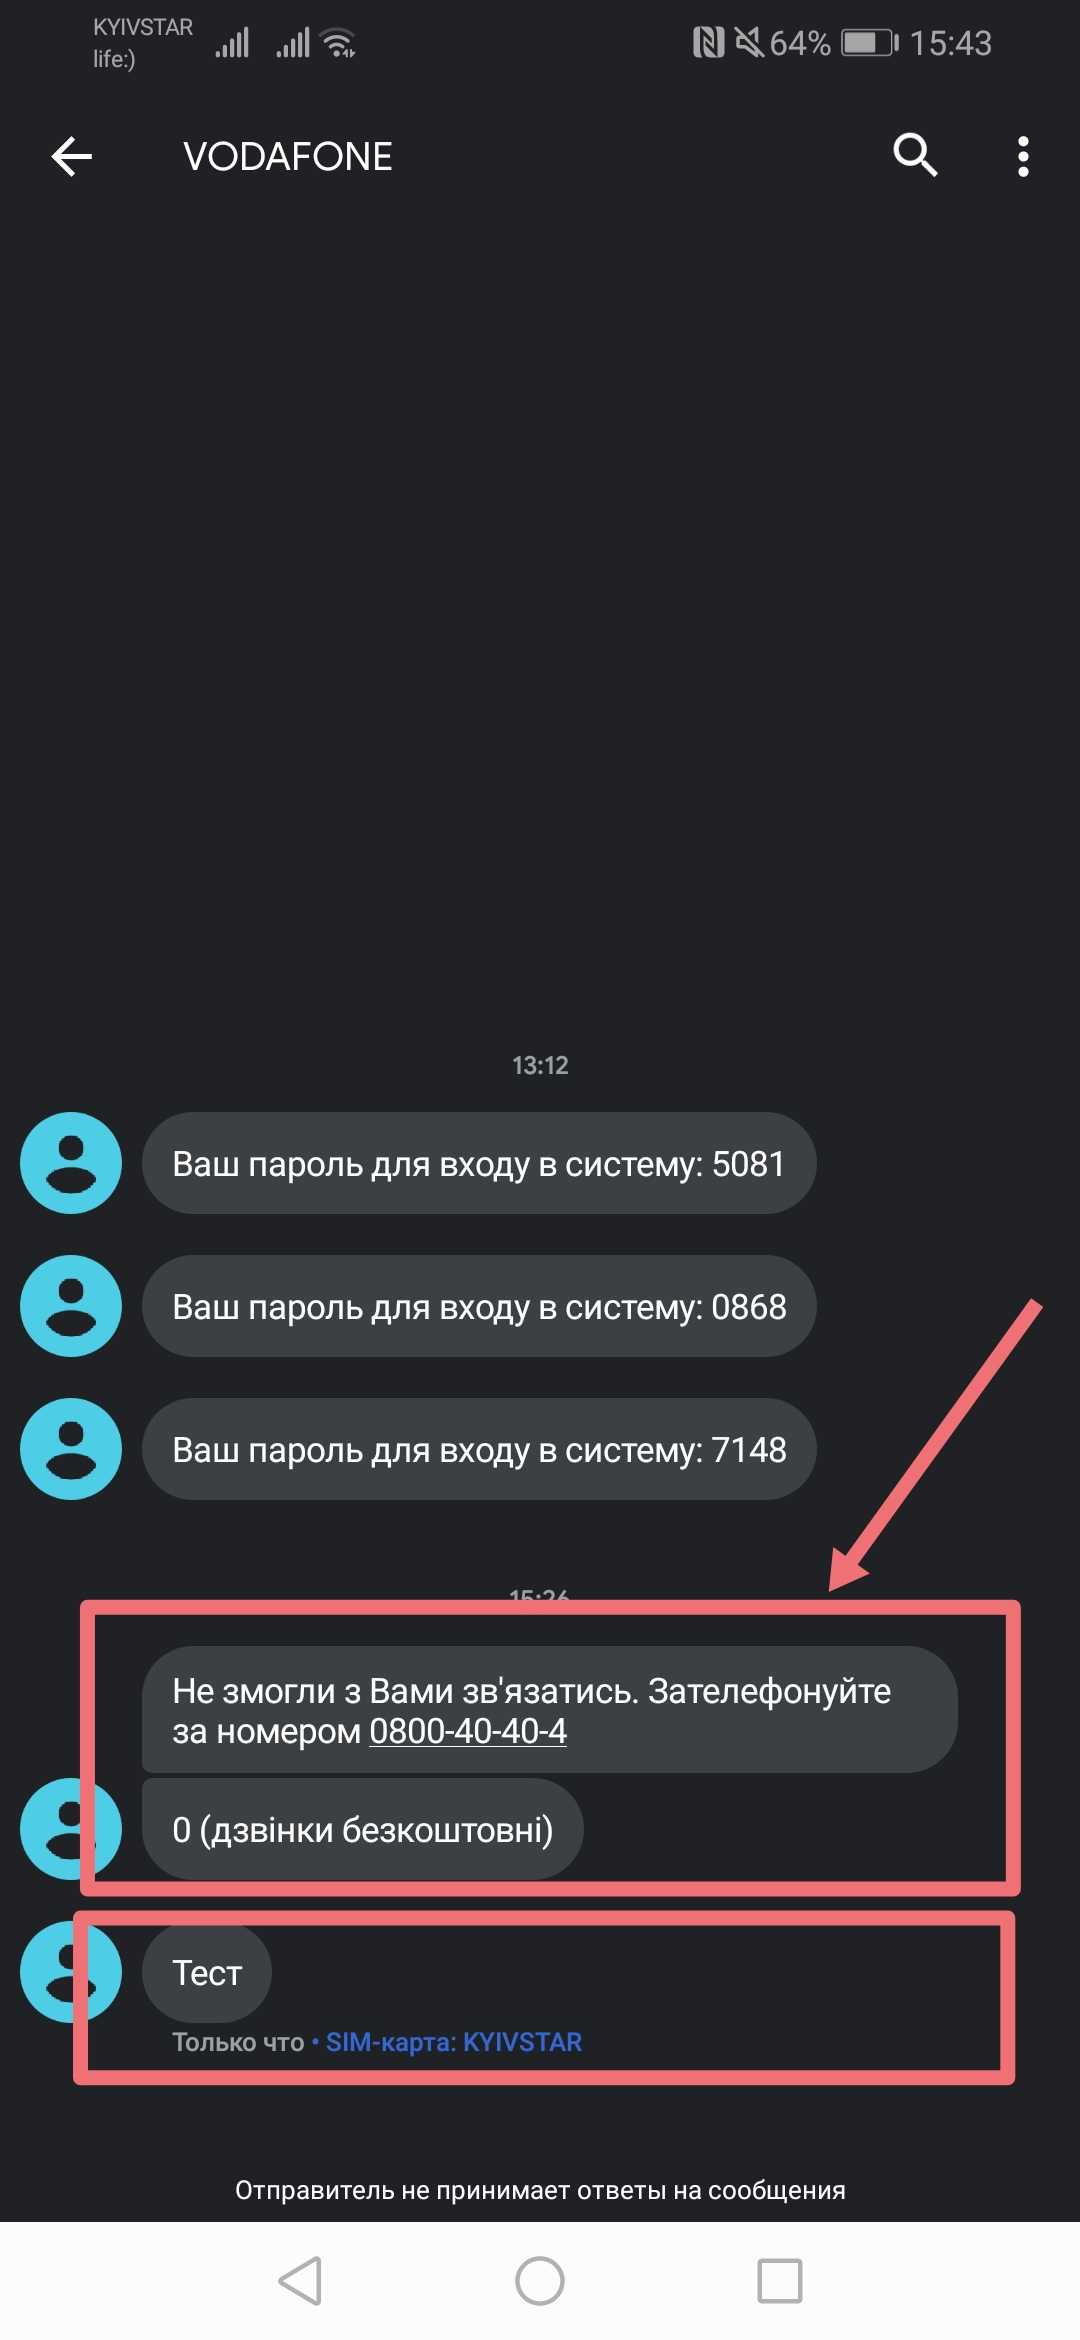 KYIVSTAR
life:)
64%
15:43
VODAFONE
13:12
Ваш пароль для входу в систему: 5081
Ваш пароль для входу в систему: 0868
Ваш пароль для входу в систему: 7148
15:26
Не змогли з Вами зв'язатись. Зателефонуйте
за номером 0800-40-40-4
0 (дзвінки безкоштовні)
Тест
Только что • SIM-карта: KYIVSTAR
Отправитель не принимает ответы на сообщения